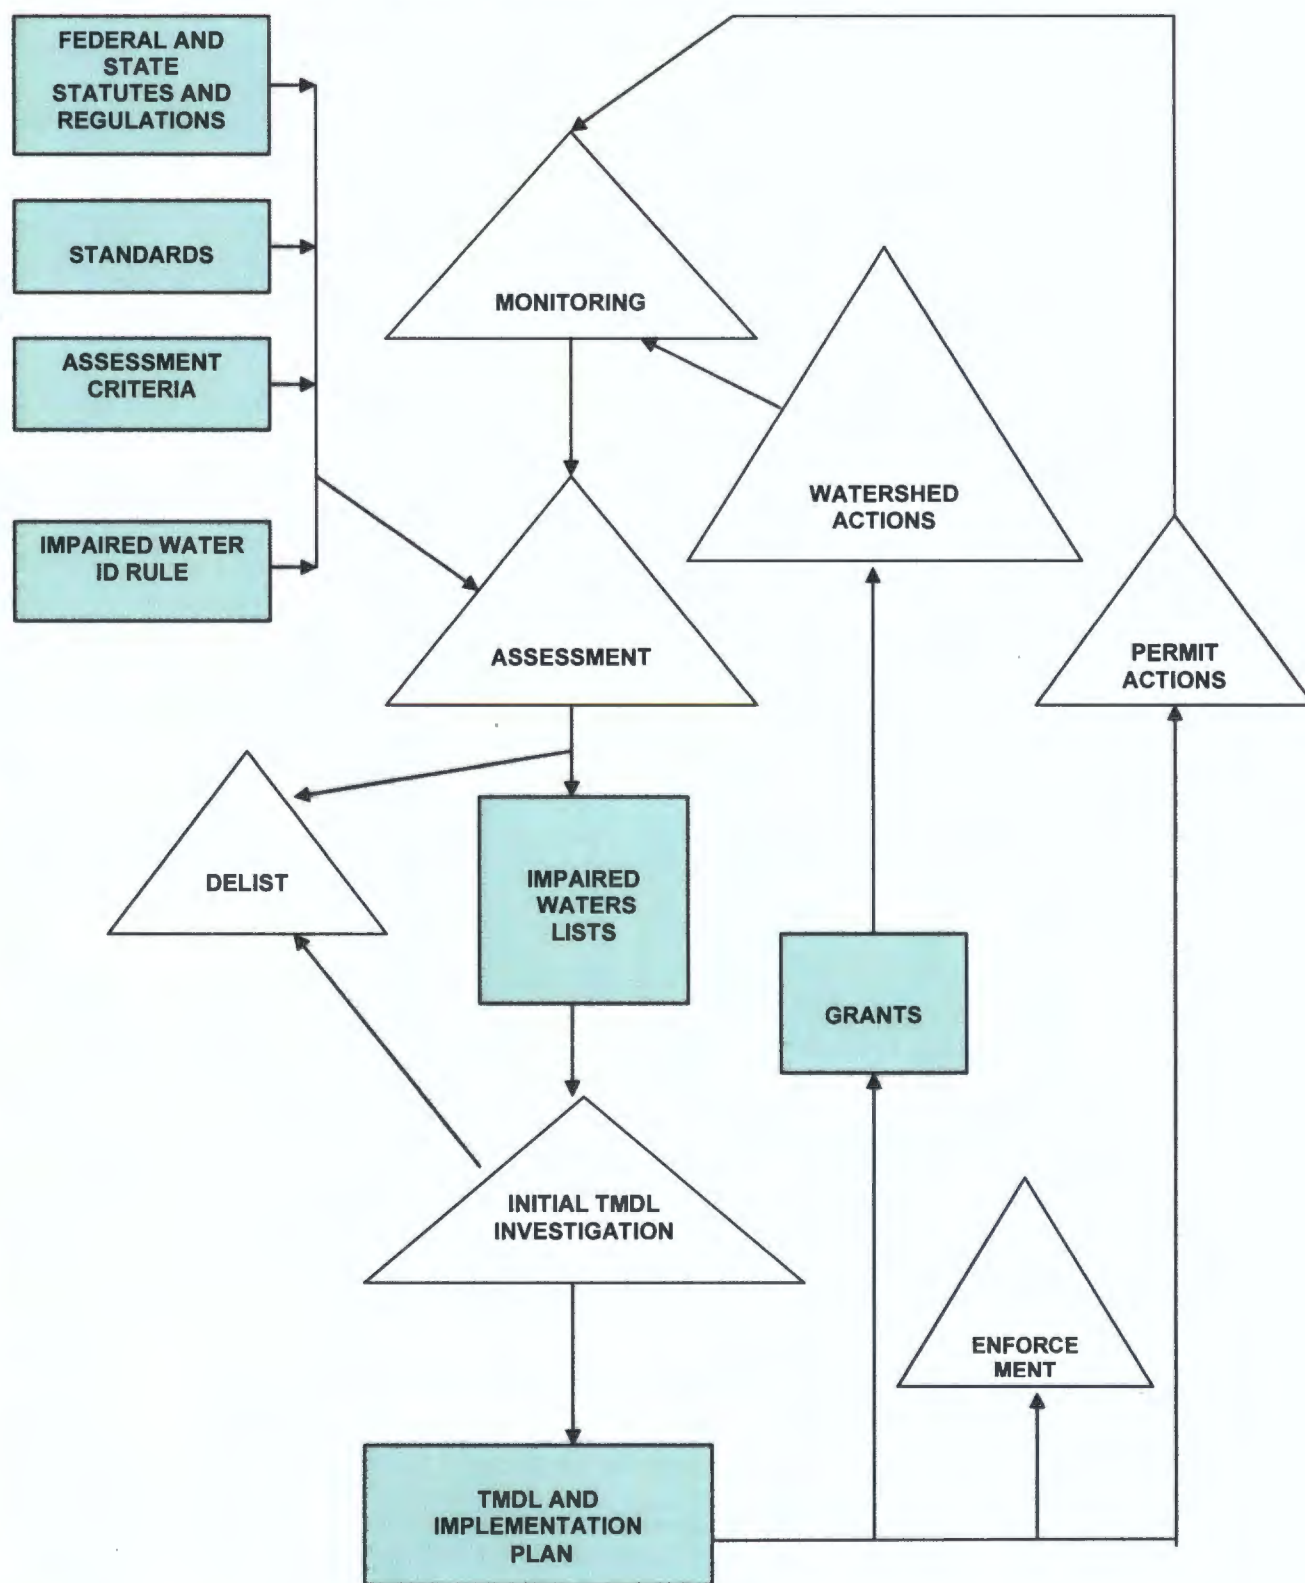 FEDERAL AND
STATE
STATUTES AND
REGULATIONS
STANDARDS
ASSESSMENT
CRITERIA
IMPAIRED WATER
ID RULE
MONITORING
WATERSHED
ACTIONS
ASSESSMENT
PERMIT
ACTIONS
DELIST
IMPAIRED
WATERS
LISTS
GRANTS
INITIAL TMDL
INVESTIGATION
ENFORCE
MENT
TMDL AND
IMPLEMENTATION
PLAN